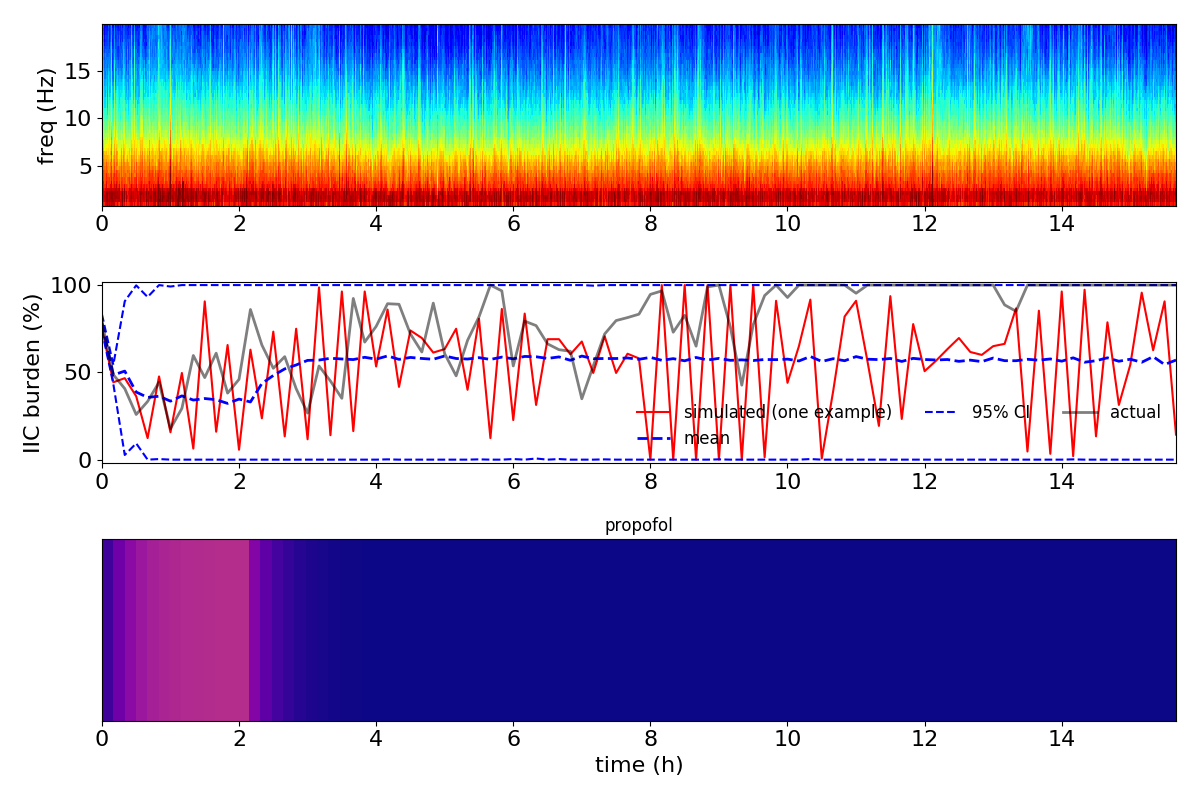 freq (Hz)
15
10
5
0 2 4 6 8 10 12 14
IIC burden (%)
100
50
0
simulated (one example) 95% CI actual
mean
0 2 4 6 8 10 12 14
propofol
0 2 4 6 8 10 12 14
time (h)